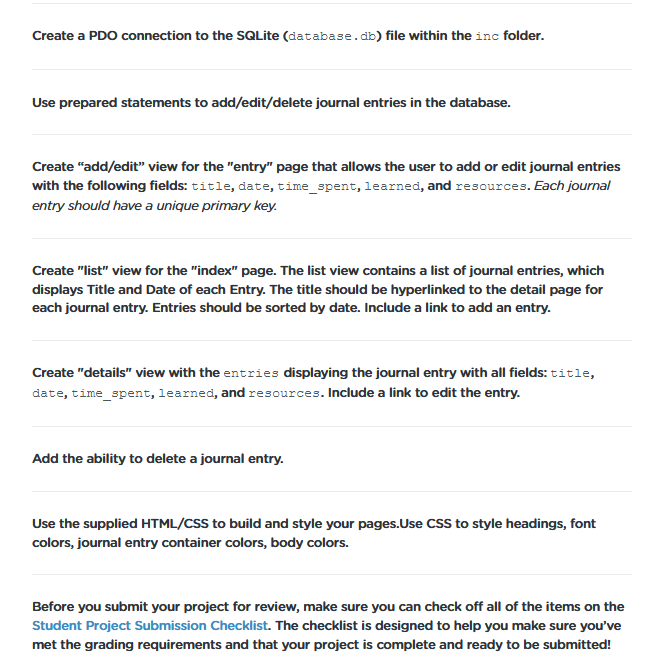 Create a PDO connection to the SQLite (database.db) file within the inc folder.
Use prepared statements to add/edit/delete journal entries in the database.
Create “add/edit” view for the "entry" page that allows the user to add or edit journal entries
with the following fields: title, date, time_spent, learned, and resources. Each journal
entry should have a unique primary key.
Create "list" view for the "index" page. The list view contains a list of journal entries, which
displays Title and Date of each Entry. The title should be hyperlinked to the detail page for
each journal entry. Entries should be sorted by date. Include a link to add an entry.
Create "details" view with the entries displaying the journal entry with all fields: title,
date, time_spent, learned, and resources. Include a link to edit the entry.
Add the ability to delete a journal entry.
Use the supplied HTML/CSS to build and style your pages.Use CSS to style headings, font
colors, journal entry container colors, body colors.
Before you submit your project for review, make sure you can check off all of the items on the
Student Project Submission Checklist. The checklist is designed to help you make sure you’ve
met the grading requirements and that your project is complete and ready to be submitted!